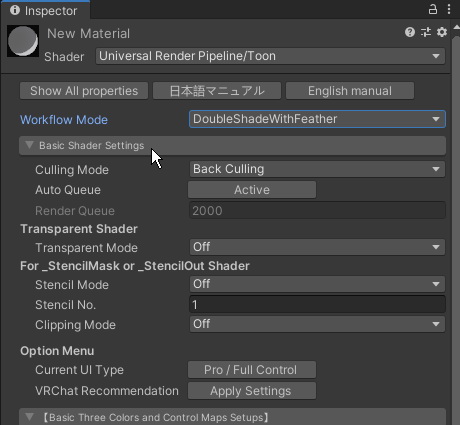 Inspector
New Material
Shader Universal Render Pipeline/Toon
Show All properties 日本語マニュアル English manual
Workflow Mode DoubleShadeWithFeather
Basic Shader Settings
Culling Mode Back Culling
Auto Queue Active
Render Queue 2000
Transparent Shader
Transparent Mode Off
For _StencilMask or _StencilOut Shader
Stencil Mode Off
Stencil No. 1
Clipping Mode Off
Option Menu
Current UI Type Pro / Full Control
VRChat Recommendation Apply Settings
【Basic Three Colors and Control Maps Setups】